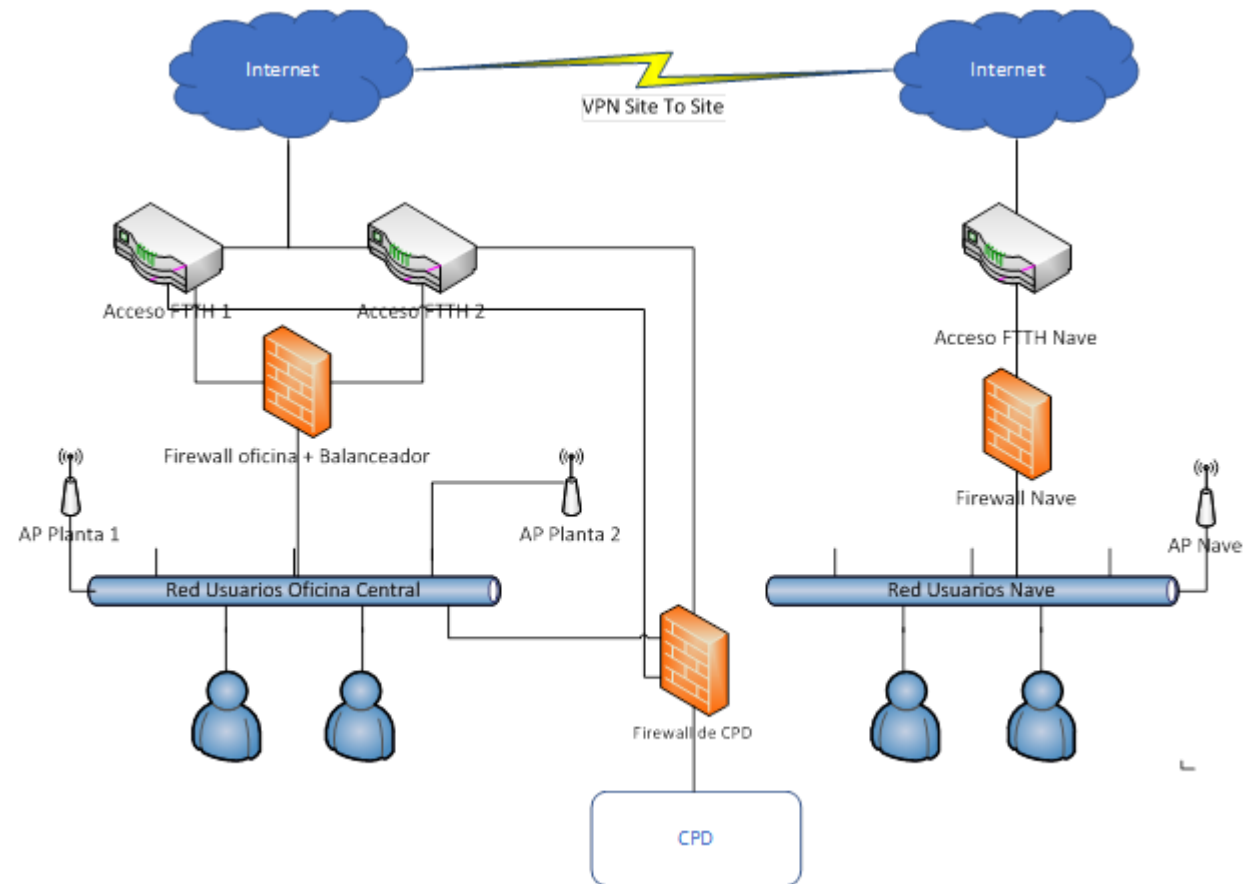 Internet
Internet
VPN Site To Site
Acceso FTTH 1
Acceso FTTH 2
Acceso FTTH Nave
Firewall oficina + Balanceador
Firewall Nave
AP Planta 1
AP Planta 2
AP Nave
Red Usuarios Oficina Central
Red Usuarios Nave
Firewall de CPD
CPD